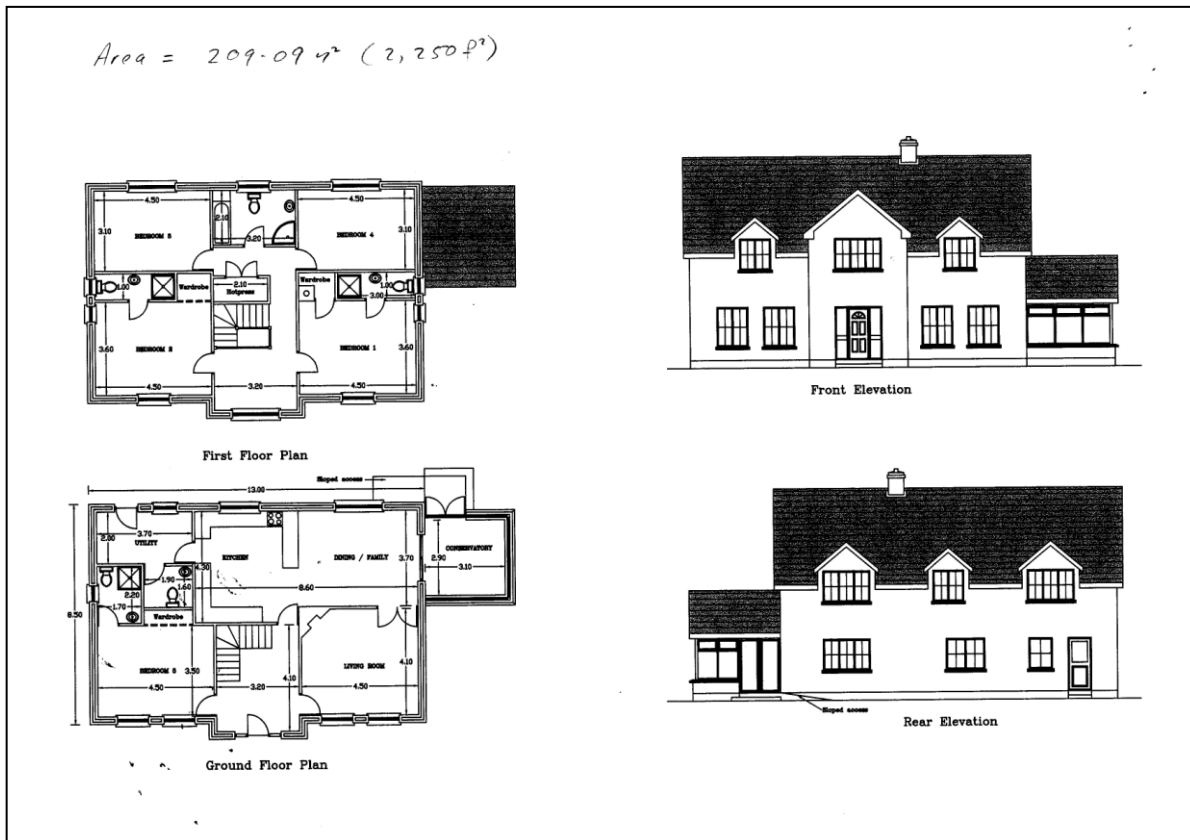 Area = 209.09 m² (2,250 f²)
4.50
4.50
2.10
3.10
BEDROOM 3
3.20
BEDROOM 4
3.10
Wardrobe
2.10
Hotpress
Wardrobe
1.00
1.00
3.00
3.60
BEDROOM 2
BEDROOM 1
3.60
4.50
3.20
4.50
First Floor Plan
Front Elevation
Sloped access
13.00
3.70
UTILITY
2.00
KITCHEN
DINING / FAMILY
3.70
CONSERVATORY
2.90
3.10
4.30
8.60
1.90
1.60
2.20
1.70
8.50
Wardrobe
BEDROOM 5
3.50
4.10
LIVING ROOM
4.10
4.50
3.20
4.50
Ground Floor Plan
Sloped access
Rear Elevation